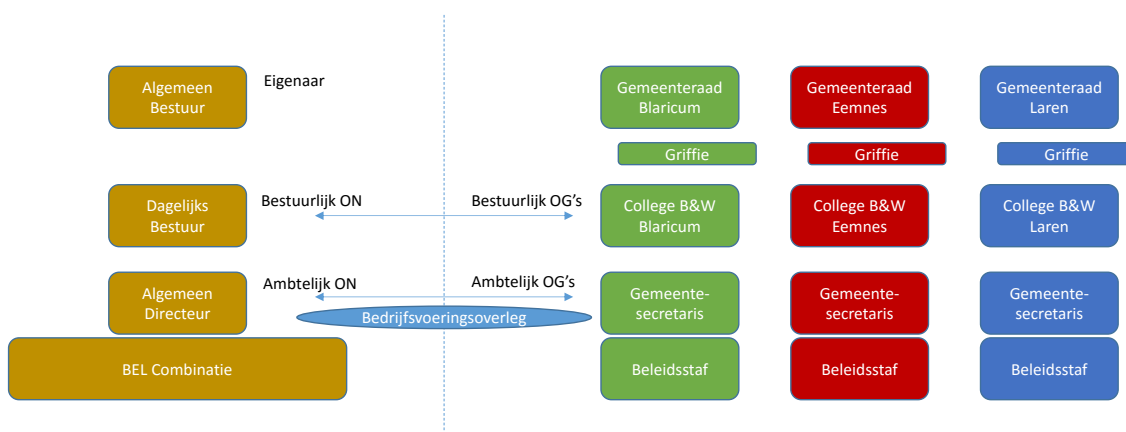 Algemeen
Bestuur
Eigenaar
Gemeenteraad
Blaricum
Gemeenteraad
Eemnes
Gemeenteraad
Laren
Griffie
Griffie
Griffie
Dagelijks
Bestuur
Bestuurlijk ON
Bestuurlijk OG’s
College B&W
Blaricum
College B&W
Eemnes
College B&W
Laren
Algemeen
Directeur
Ambtelijk ON
Ambtelijk OG’s
Bedrijfsvoeringsoverleg
Gemeente-
secretaris
Gemeente-
secretaris
Gemeente-
secretaris
BEL Combinatie
Beleidsstaf
Beleidsstaf
Beleidsstaf